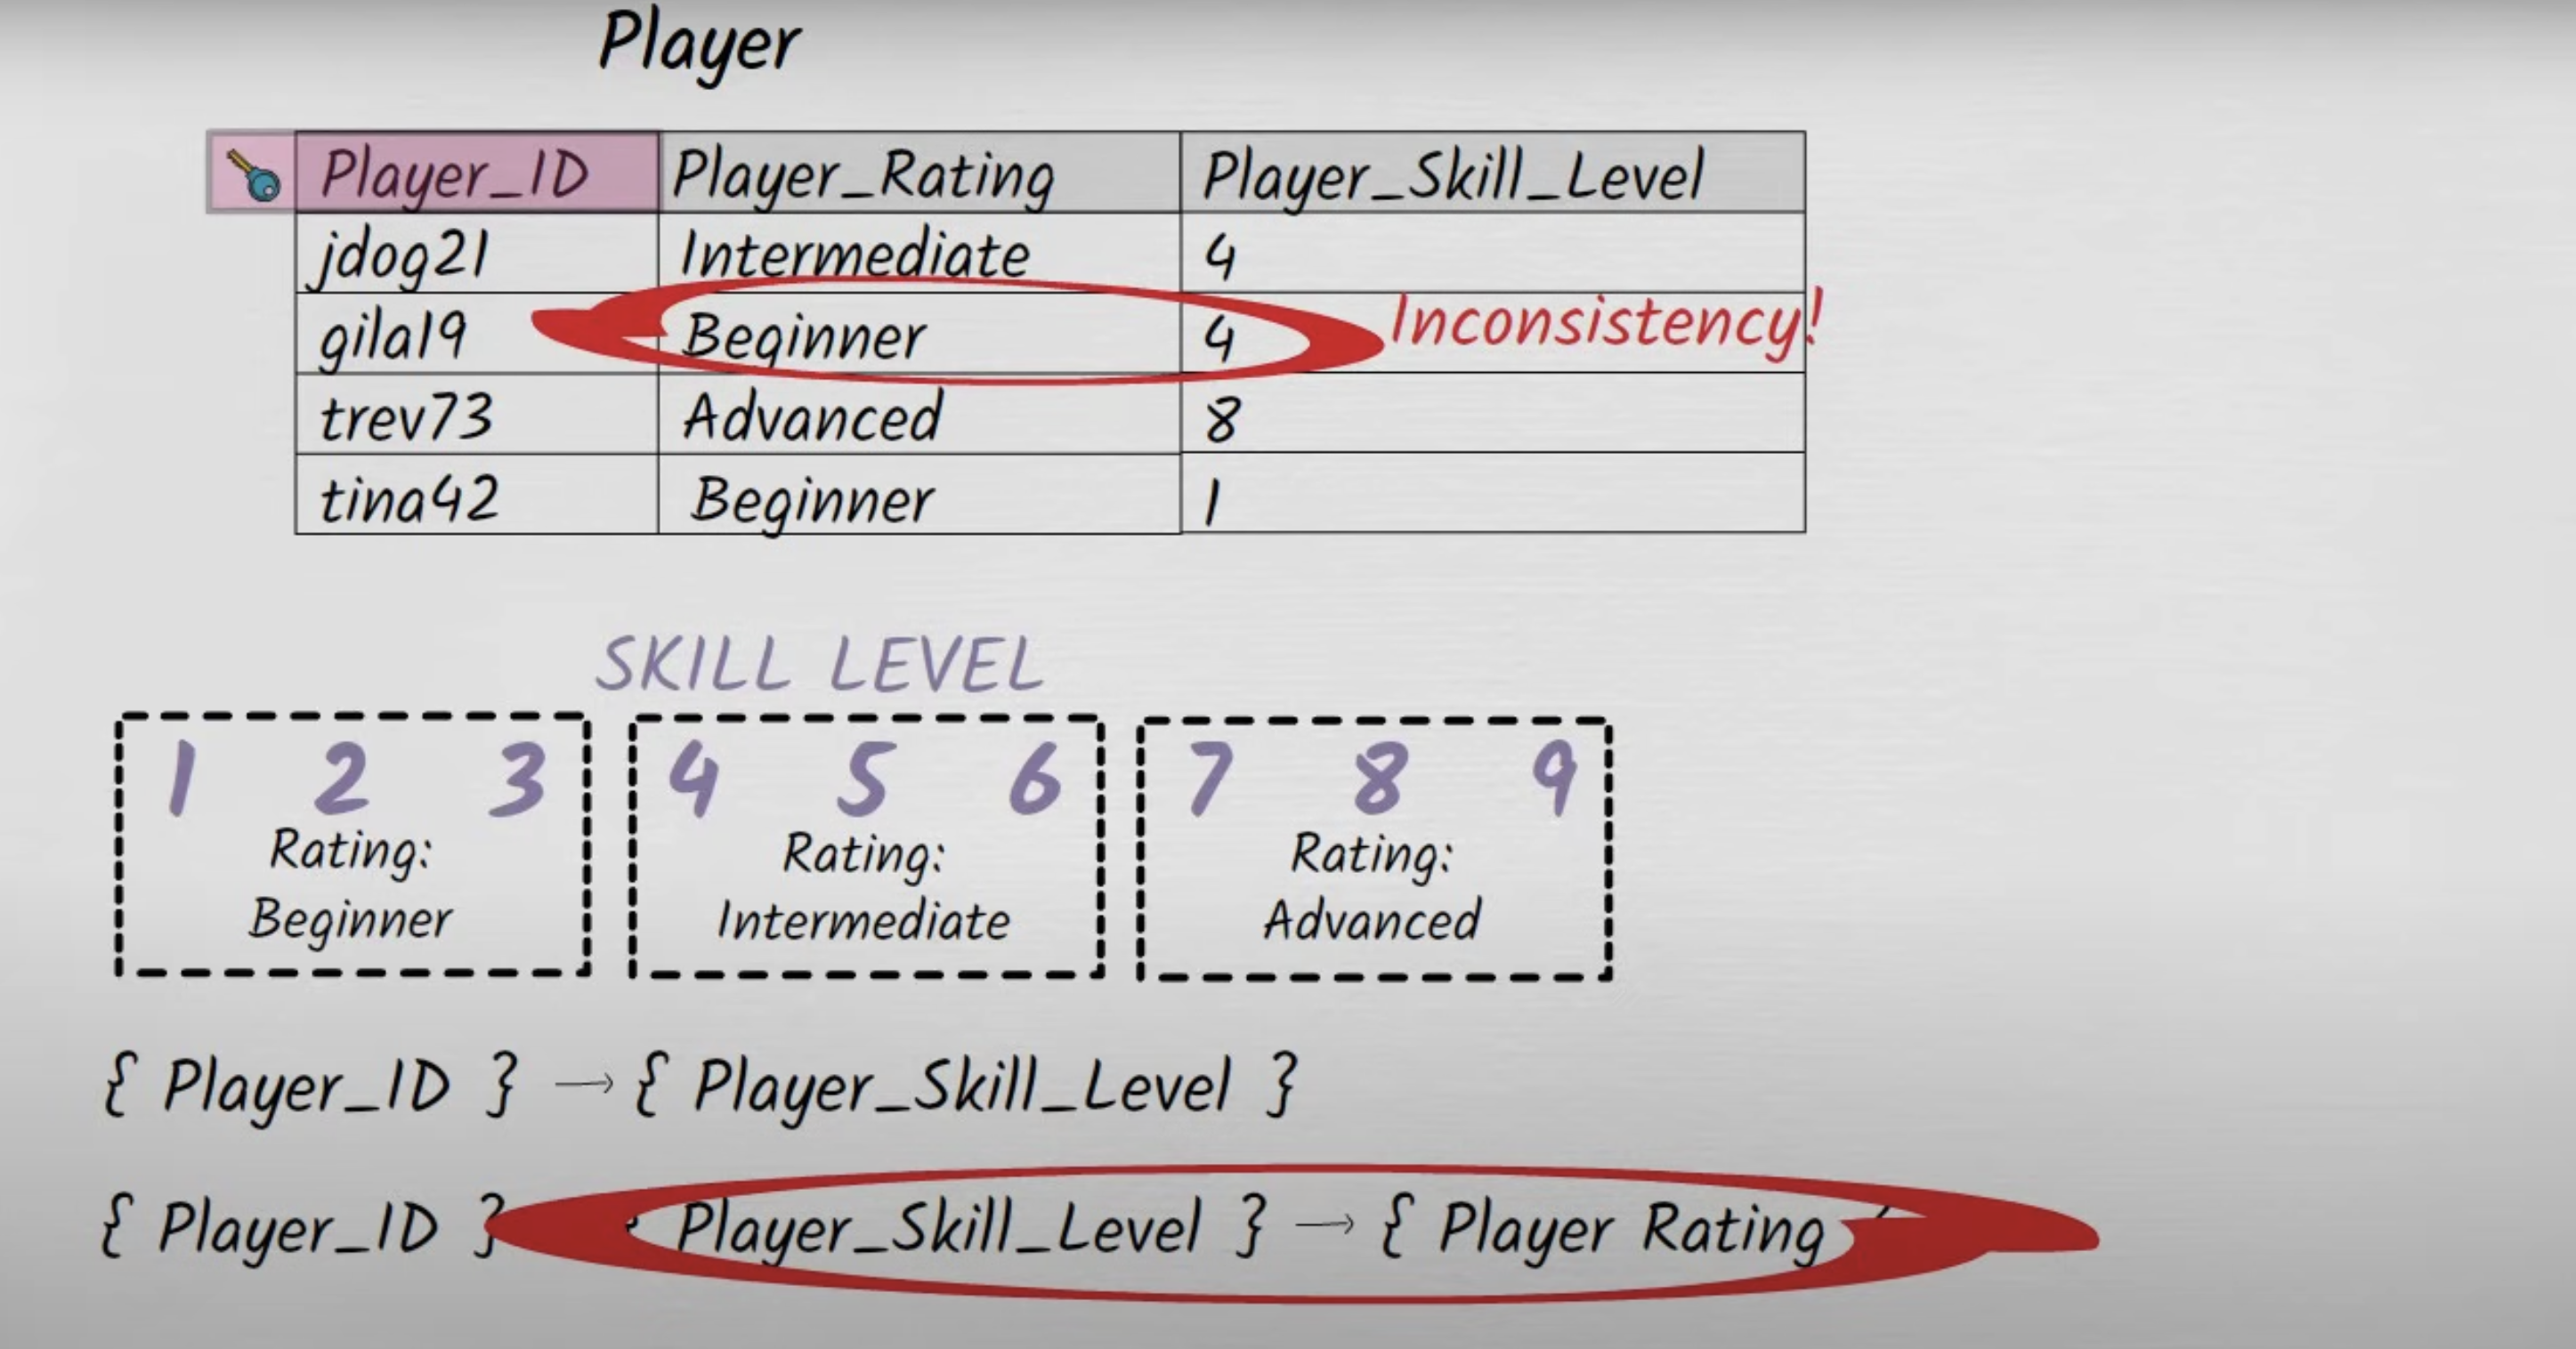 Player
Player_ID Player_Rating Player_Skill_Level
jdog21 Intermediate 4
gila19 Beginner 4 Inconsistency!
trev73 Advanced 8
tina42 Beginner 1
SKILL LEVEL
1 2 3 4 5 6 7 8 9
Rating: Rating: Rating:
Beginner Intermediate Advanced
{ Player_ID } → { Player_Skill_Level }
{ Player_ID } { Player_Skill_Level } → { Player Rating